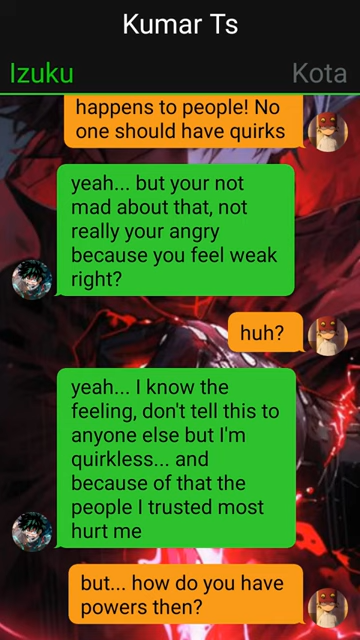 Kumar Ts
Izuku
Kota
happens to people! No
one should have quirks
yeah... but your not
mad about that, not
really your angry
because you feel weak
right?
huh?
yeah... I know the
feeling, don't tell this to
anyone else but I'm
quirkless... and
because of that the
people I trusted most
hurt me
but... how do you have
powers then?